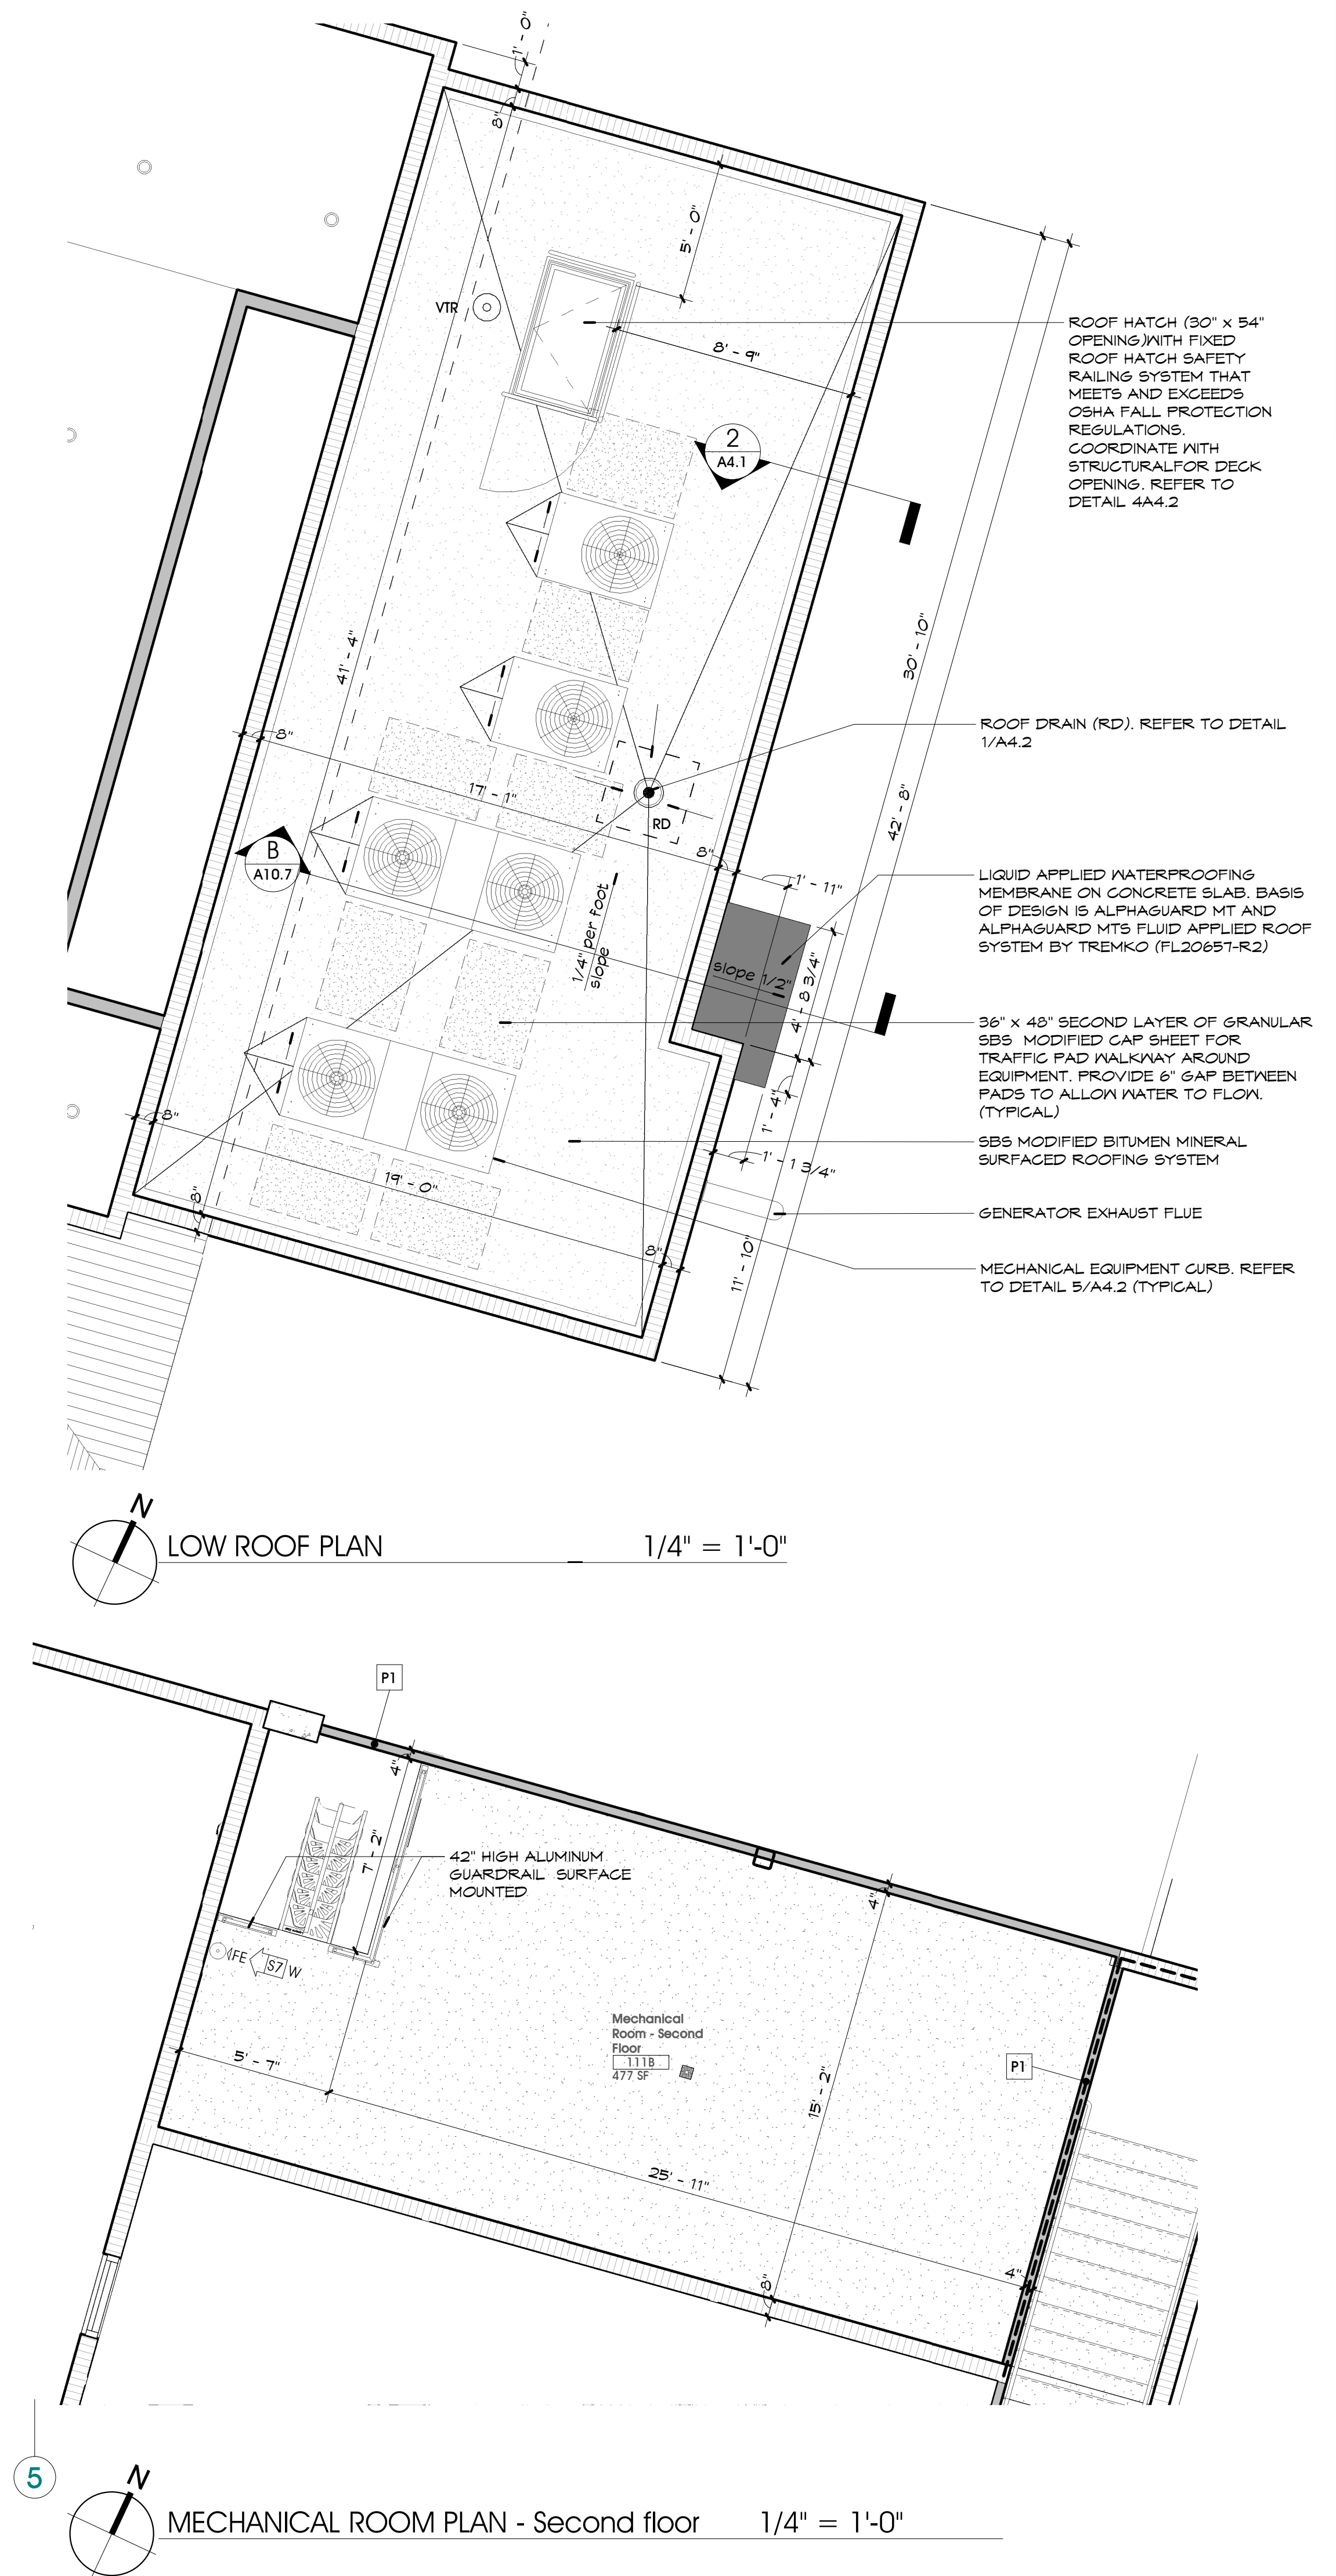 1' - 0"
8"
5' - 0"
VTR
8' - 9"
ROOF HATCH (30" x 54"
OPENING)WITH FIXED
ROOF HATCH SAFETY
RAILING SYSTEM THAT
MEETS AND EXCEEDS
OSHA FALL PROTECTION
REGULATIONS.
COORDINATE WITH
STRUCTURALFOR DECK
OPENING. REFER TO
DETAIL 4A4.2
2
A4.1
30' - 10"
41' - 4"
ROOF DRAIN (RD). REFER TO DETAIL
1/A4.2
8"
17' - 1"
42' - 8"
RD
B
A10.7
8"
1' - 11"
LIQUID APPLIED WATERPROOFING
MEMBRANE ON CONCRETE SLAB. BASIS
OF DESIGN IS ALPHAGUARD MT AND
ALPHAGUARD MTS FLUID APPLIED ROOF
SYSTEM BY TREMKO (FL20657-R2)
1/4" per foot
slope
slope 1/2"
4' - 8 3/4"
36" x 48" SECOND LAYER OF GRANULAR
SBS MODIFIED CAP SHEET FOR
TRAFFIC PAD WALKWAY AROUND
EQUIPMENT. PROVIDE 6" GAP BETWEEN
PADS TO ALLOW WATER TO FLOW.
(TYPICAL)
8"
1' - 4"
SBS MODIFIED BITUMEN MINERAL
SURFACED ROOFING SYSTEM
1' - 1 3/4"
19' - 0"
8"
GENERATOR EXHAUST FLUE
8"
11' - 10"
MECHANICAL EQUIPMENT CURB. REFER
TO DETAIL 5/A4.2 (TYPICAL)
N
LOW ROOF PLAN 1/4" = 1'-0"
P1
4"
7' - 2"
42" HIGH ALUMINUM
GUARDRAIL SURFACE
MOUNTED
4"
FE
S7 W
Mechanical
Room - Second
Floor
111B
477 SF
P1
5' - 7"
15' - 2"
25' - 11"
4"
8"
5
N
MECHANICAL ROOM PLAN - Second floor 1/4" = 1'-0"